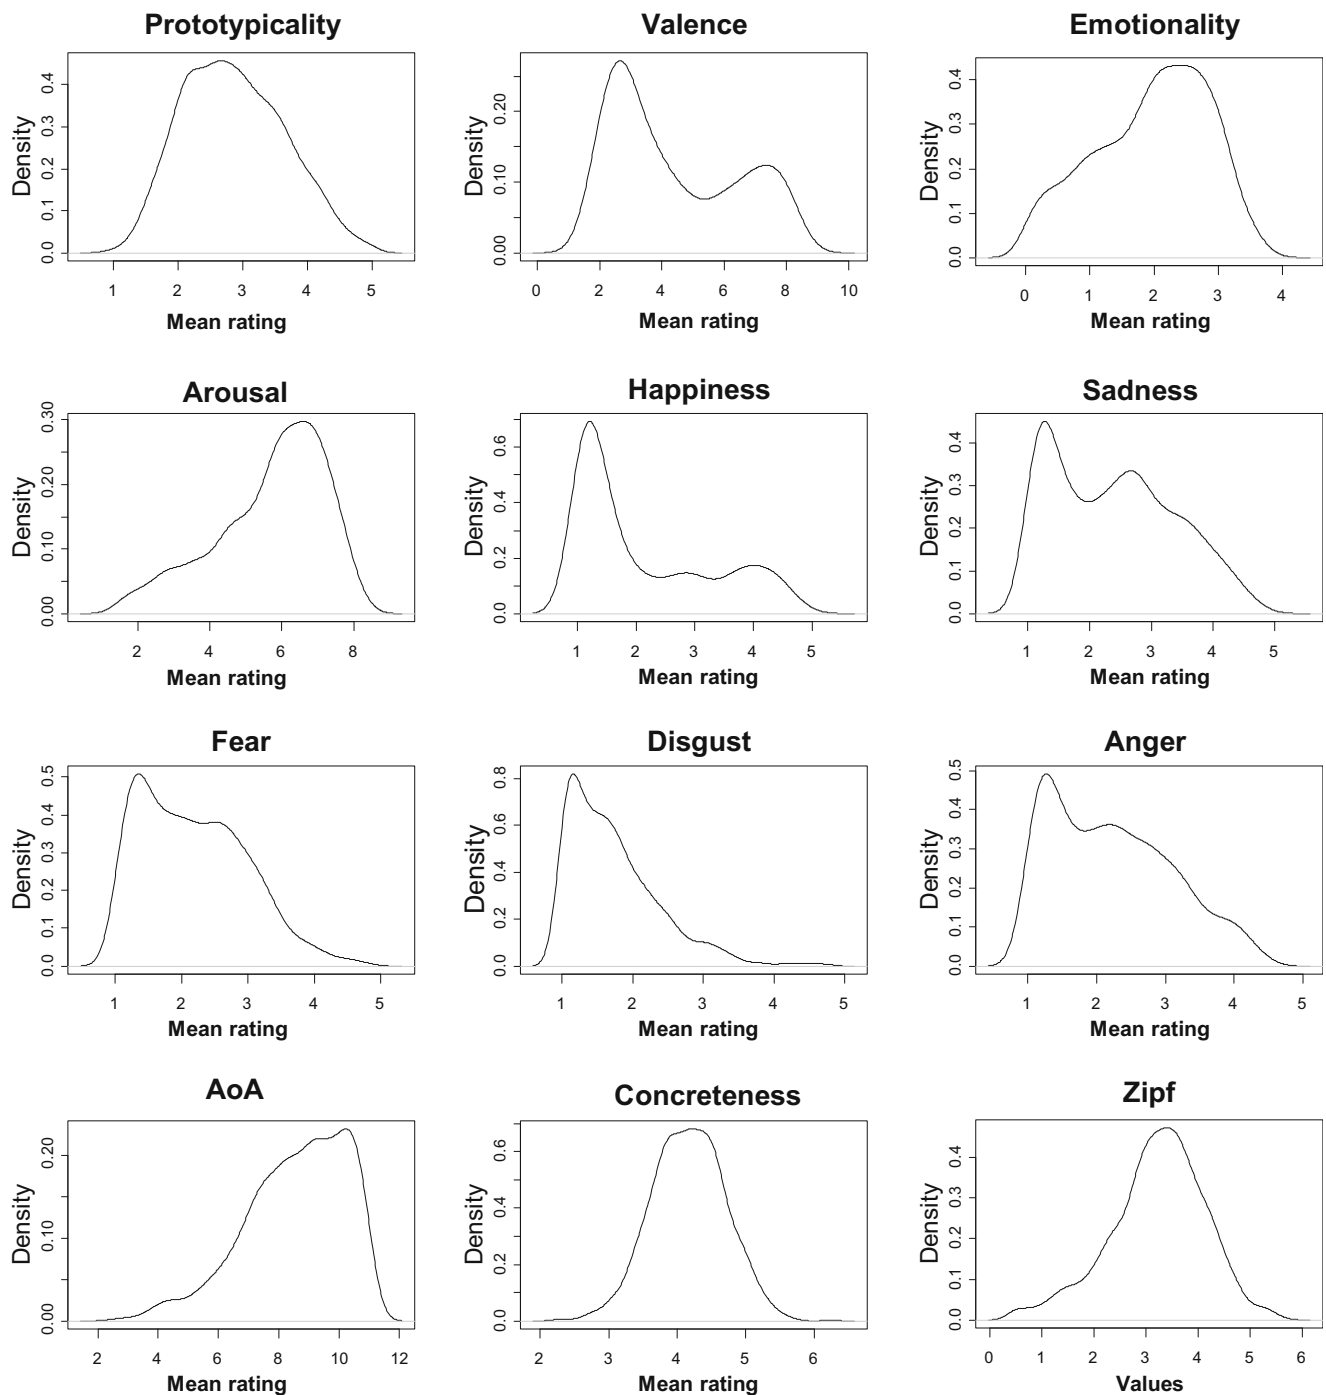 Prototypicality
Density
0.0 0.1 0.2 0.3 0.4
1 2 3 4 5
Mean rating
Valence
Density
0.00 0.10 0.20
0 2 4 6 8 10
Mean rating
Emotionality
Density
0.0 0.1 0.2 0.3 0.4
0 1 2 3 4
Mean rating
Arousal
Density
0.00 0.10 0.20 0.30
2 4 6 8
Mean rating
Happiness
Density
0.0 0.2 0.4 0.6
1 2 3 4 5
Mean rating
Sadness
Density
0.0 0.1 0.2 0.3 0.4
1 2 3 4 5
Mean rating
Fear
Density
0.0 0.1 0.2 0.3 0.4 0.5
1 2 3 4 5
Mean rating
Disgust
Density
0.0 0.2 0.4 0.6 0.8
1 2 3 4 5
Mean rating
Anger
Density
0.0 0.1 0.2 0.3 0.4 0.5
1 2 3 4 5
Mean rating
AoA
Density
0.00 0.10 0.20
2 4 6 8 10 12
Mean rating
Concreteness
Density
0.0 0.2 0.4 0.6
2 3 4 5 6
Mean rating
Zipf
Density
0.0 0.1 0.2 0.3 0.4
0 1 2 3 4 5 6
Values